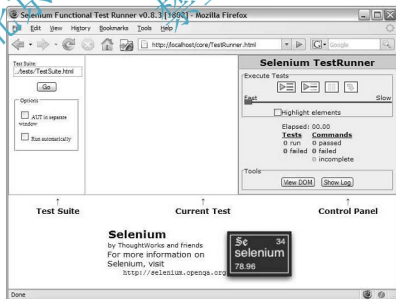 Selenium Functional Test Runner v0.8.3 [1602] - Mozilla Firefox
Edit View History Bookmarks Tools Help
http://localhost/core/TestRunner.html
Google
Test Suite:
../tests/TestSuite.html
Go
Options
AUT in separate
window
Run automatically
Selenium TestRunner
Execute Tests
Fast
Slow
Highlight elements
Elapsed: 00.00
Tests Commands
0 run 0 passed
0 failed 0 failed
0 incomplete
Tools
View DOM Show Log
Test Suite
Current Test
Control Panel
Selenium
by ThoughtWorks and friends
For more information on
Selenium, visit
http://selenium.openqa.org
Se 34
selenium
78.96
Done